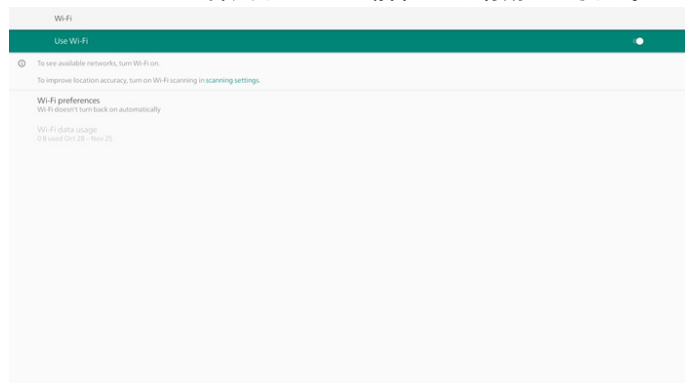 Wi-Fi
Use Wi-Fi
To see available networks, turn Wi-Fi on.
To improve location accuracy, turn on Wi-Fi scanning in scanning settings.
Wi-Fi preferences
Wi-Fi doesn't turn back on automatically
Wi-Fi data usage
0 B used Oct 28 – Nov 25